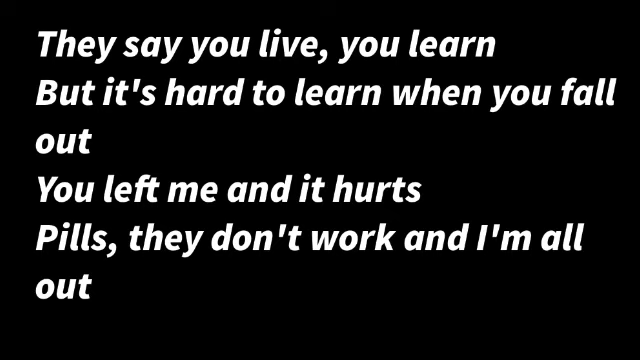 They say you live, you learn
But it's hard to learn when you fall
out
You left me and it hurts
Pills, they don't work and I'm all
out